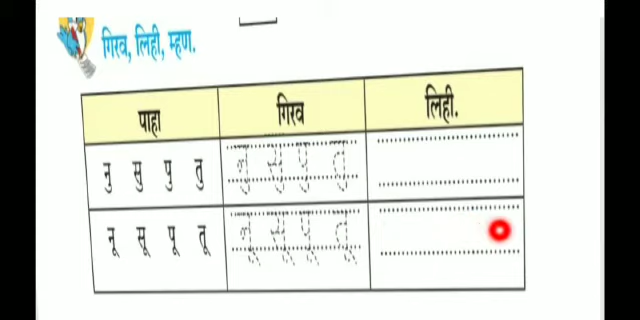 गिरव, लिही, म्हण.
पाहा गिरव लिही.
नु सु पु तु नु सु पु तु
नू सू पू तू नू सू पू तू